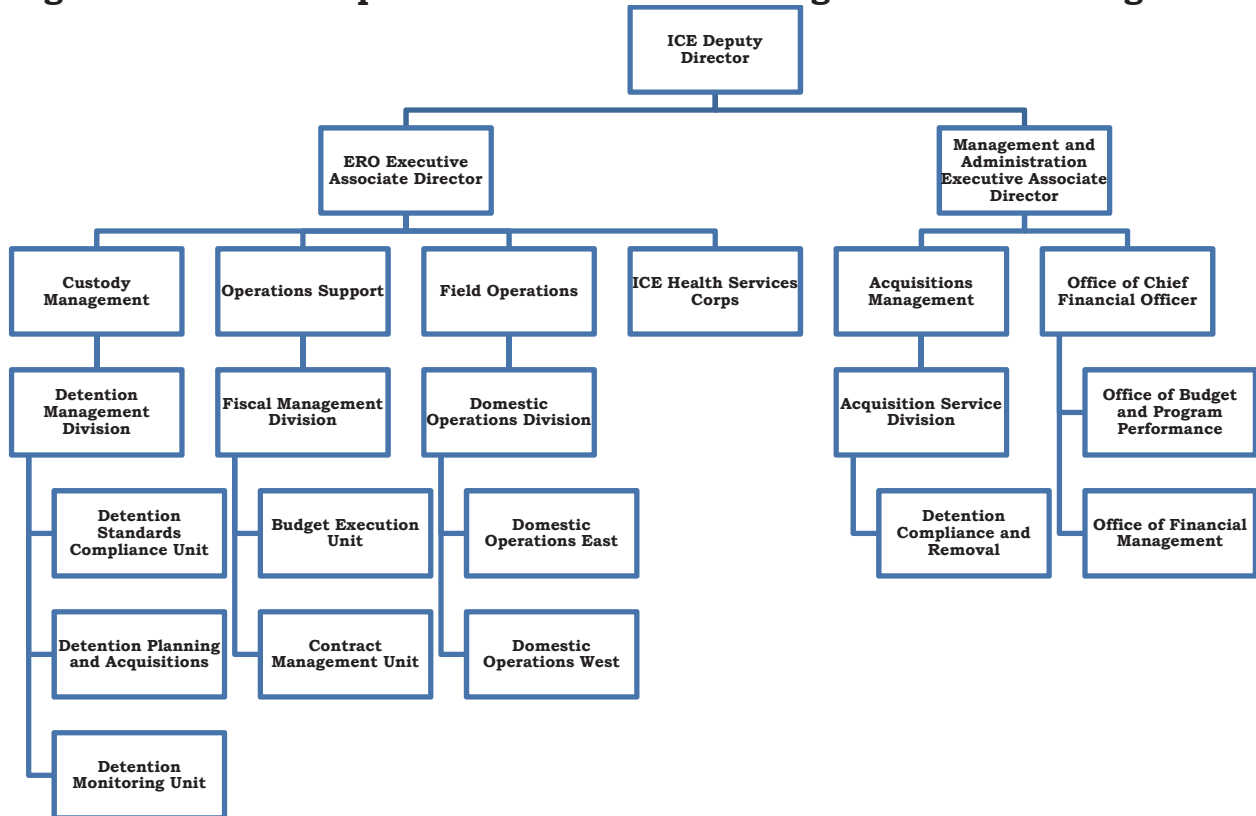 ICE Deputy
Director
ERO Executive
Associate Director
Management and
Administration
Executive Associate
Director
Custody
Management
Operations Support
Field Operations
ICE Health Services
Corps
Acquisitions
Management
Office of Chief
Financial Officer
Detention
Management
Division
Fiscal Management
Division
Domestic
Operations Division
Acquisition Service
Division
Office of Budget
and Program
Performance
Detention
Standards
Compliance Unit
Budget Execution
Unit
Domestic
Operations East
Detention
Compliance and
Removal
Office of Financial
Management
Detention Planning
and Acquisitions
Contract
Management Unit
Domestic
Operations West
Detention
Monitoring Unit